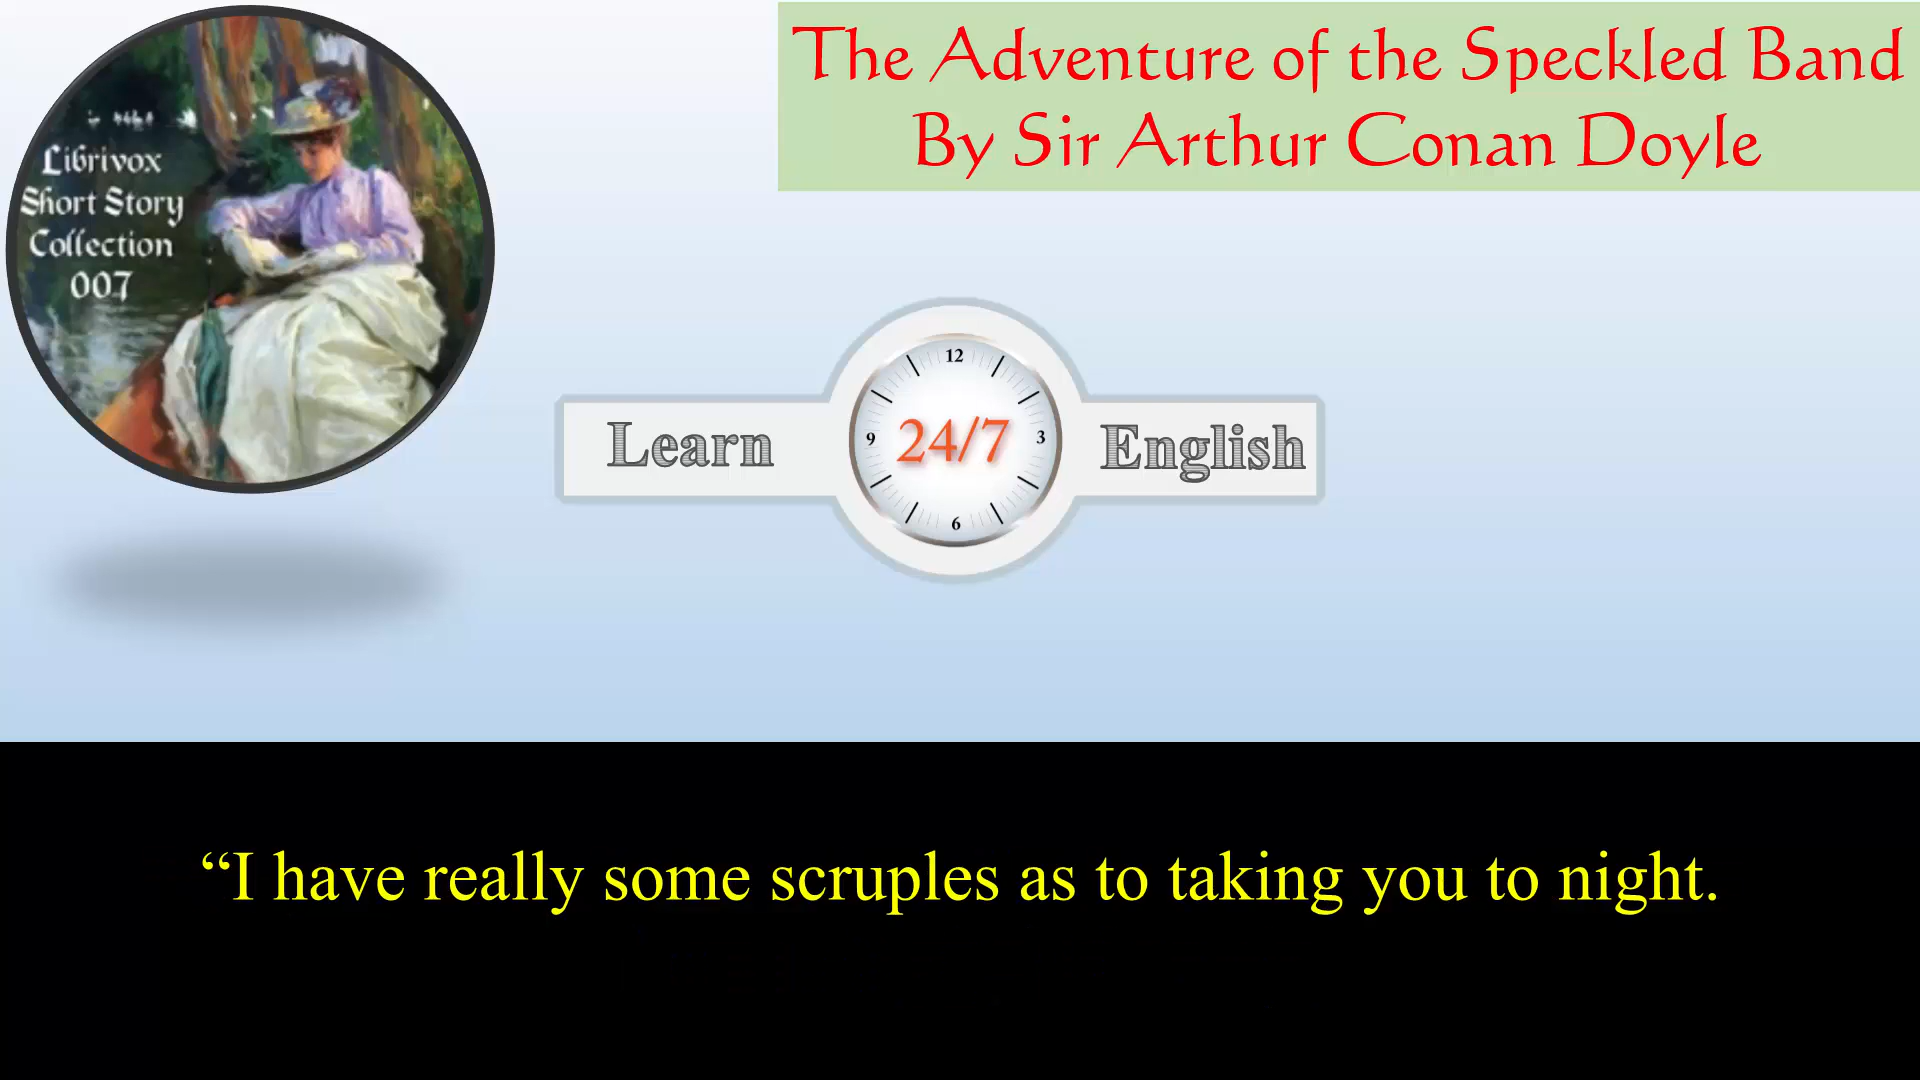 Librivox
Short Story
Collection
007
The Adventure of the Speckled Band
By Sir Arthur Conan Doyle
Learn 24/7 English
12
9
3
6
“I have really some scruples as to taking you to night.